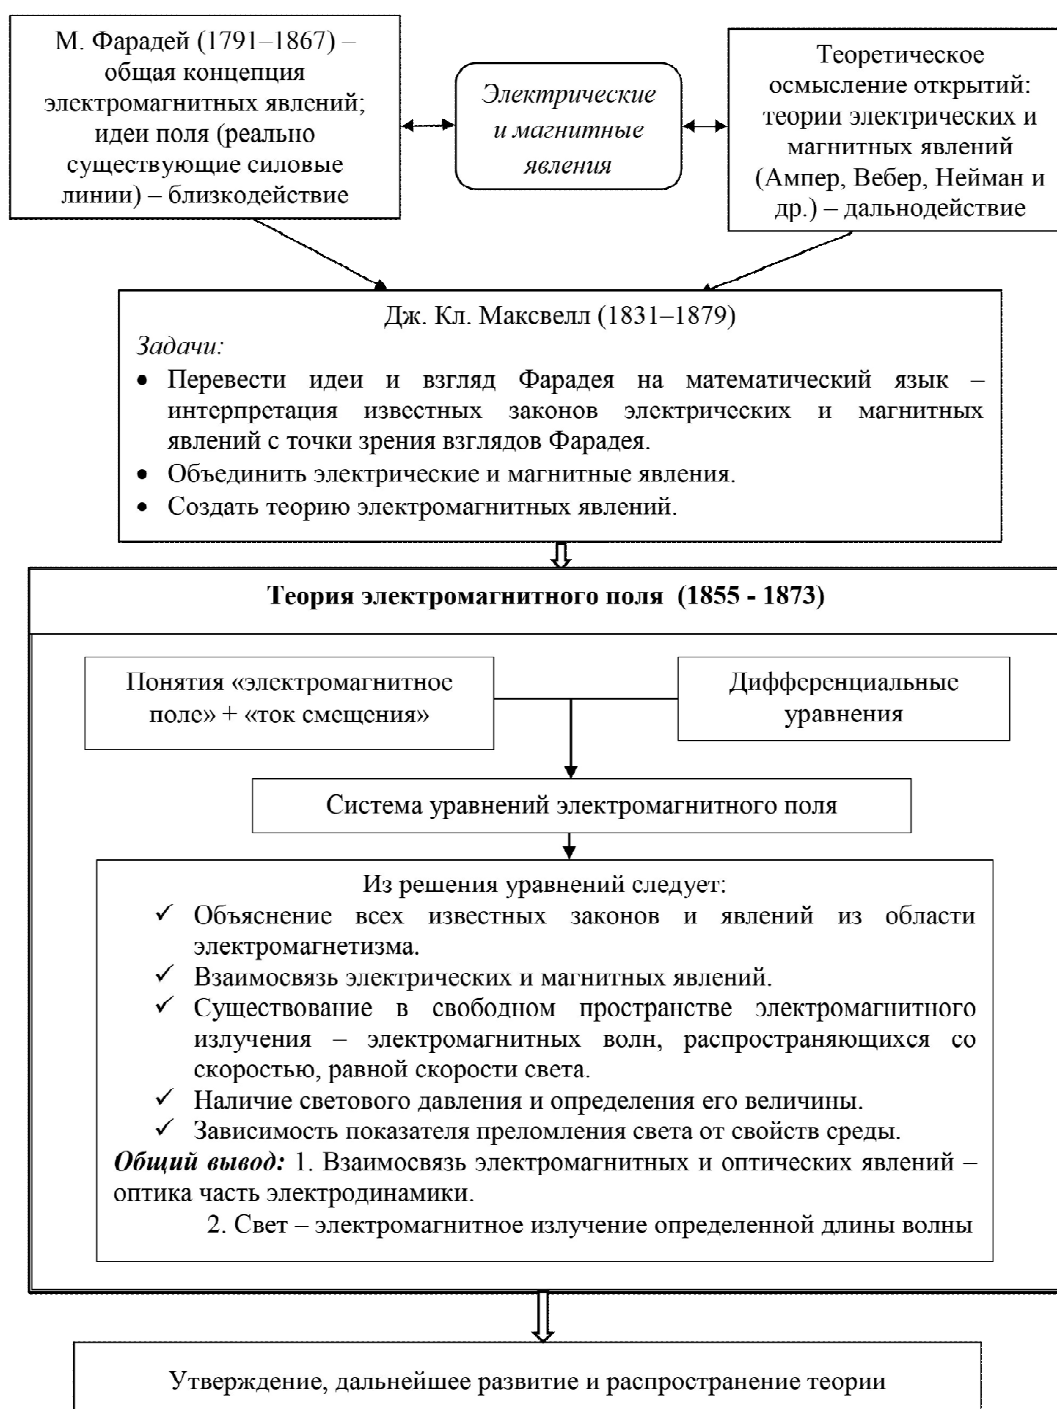 М. Фарадей (1791–1867) –
общая концепция
электромагнитных явлений;
идеи поля (реально
существующие силовые
линии) – близкодействие
Электрические
и магнитные
явления
Теоретическое
осмысление открытий:
теории электрических и
магнитных явлений
(Ампер, Вебер, Нейман и
др.) – дальнодействие
Дж. Кл. Максвелл (1831–1879)
Задачи:
• Перевести идеи и взгляд Фарадея на математический язык –
интерпретация известных законов электрических и магнитных
явлений с точки зрения взглядов Фарадея.
• Объединить электрические и магнитные явления.
• Создать теорию электромагнитных явлений.
Теория электромагнитного поля (1855 - 1873)
Понятия «электромагнитное
поле» + «ток смещения»
Дифференциальные
уравнения
Система уравнений электромагнитного поля
Из решения уравнений следует:
✓ Объяснение всех известных законов и явлений из области
электромагнетизма.
✓ Взаимосвязь электрических и магнитных явлений.
✓ Существование в свободном пространстве электромагнитного
излучения – электромагнитных волн, распространяющихся со
скоростью, равной скорости света.
✓ Наличие светового давления и определения его величины.
✓ Зависимость показателя преломления света от свойств среды.
Общий вывод: 1. Взаимосвязь электромагнитных и оптических явлений –
оптика часть электродинамики.
2. Свет – электромагнитное излучение определенной длины волны
Утверждение, дальнейшее развитие и распространение теории